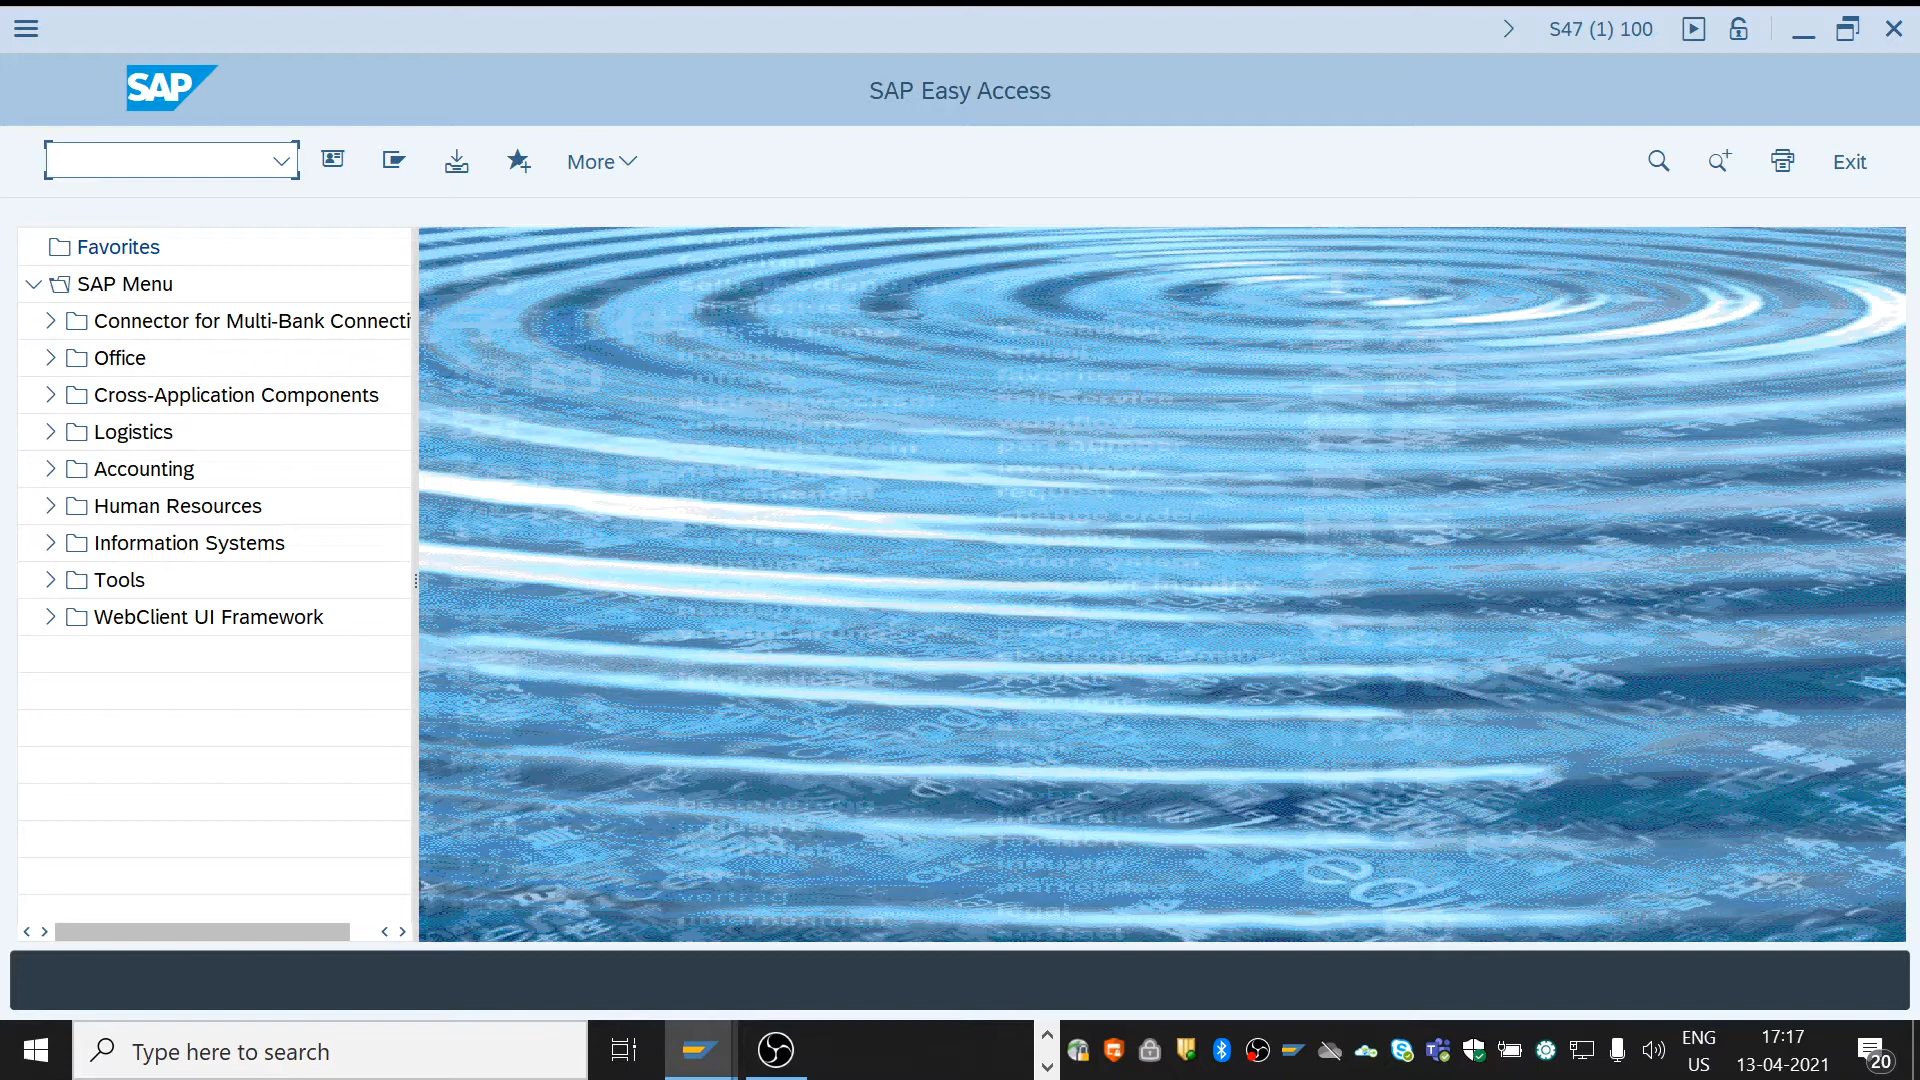 S47 (1) 100
SAP
SAP Easy Access
More
Exit
Favorites
SAP Menu
Connector for Multi-Bank Connecti
Office
Cross-Application Components
Logistics
Accounting
Human Resources
Information Systems
Tools
WebClient UI Framework
Type here to search
ENG
US
17:17
13-04-2021
20